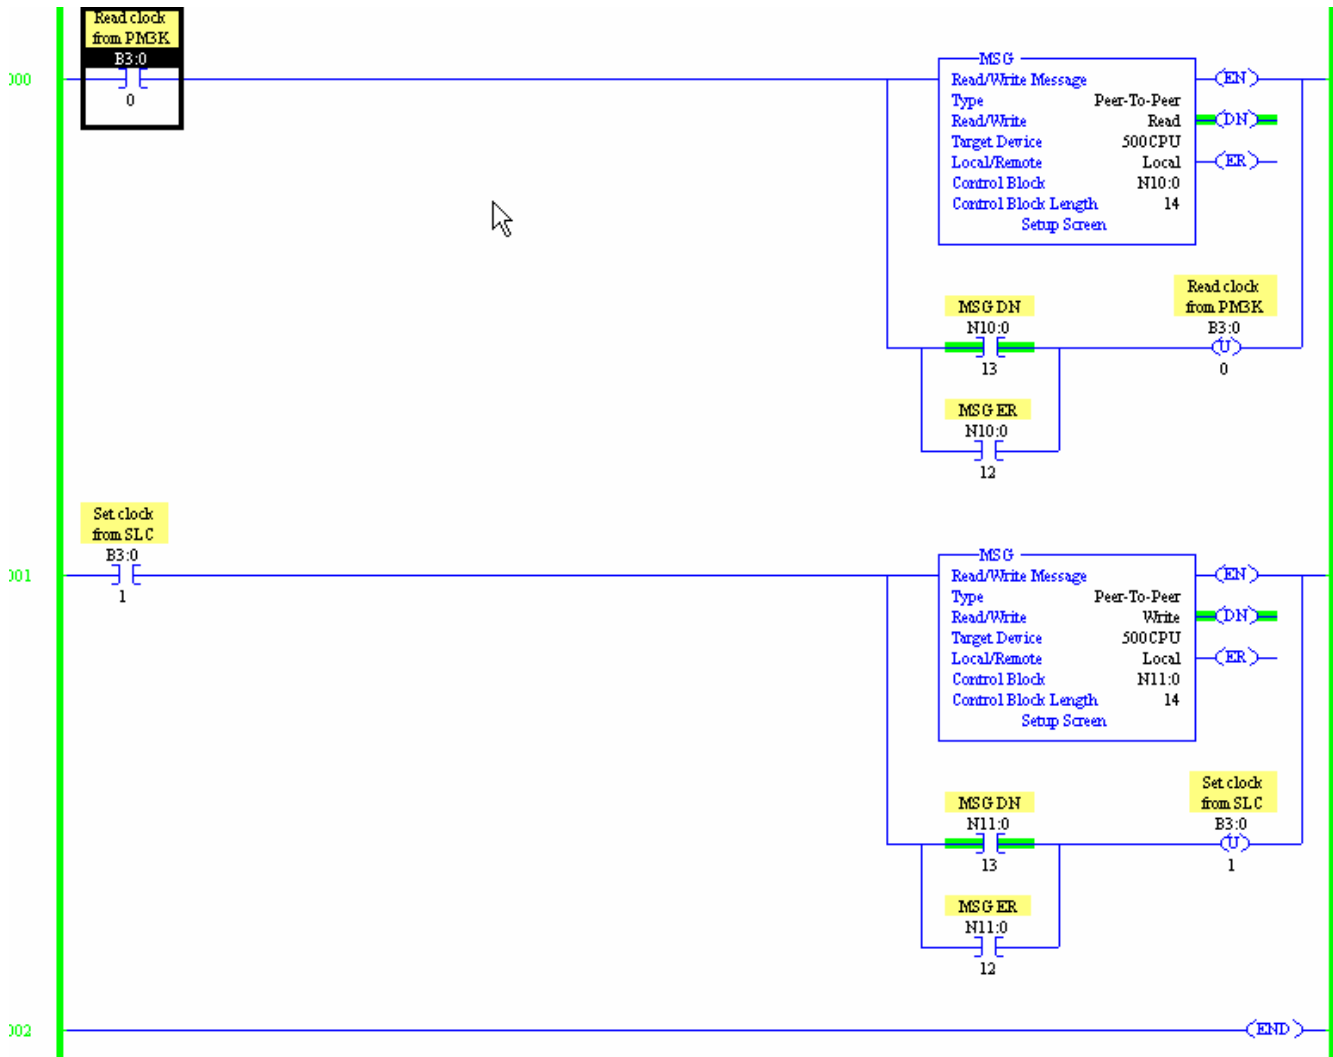 Read clock
from PM3K
B3:0
0
000
MSG
Read/Write Message
Type Peer-To-Peer
Read/Write Read
Target Device 500CPU
Local/Remote Local
Control Block N10:0
Control Block Length 14
Setup Screen
EN
DN
ER
MSG DN
N10:0
13
MSG ER
N10:0
12
Read clock
from PM3K
B3:0
U
0
Set clock
from SLC
B3:0
1
001
MSG
Read/Write Message
Type Peer-To-Peer
Read/Write Write
Target Device 500CPU
Local/Remote Local
Control Block N11:0
Control Block Length 14
Setup Screen
EN
DN
ER
MSG DN
N11:0
13
MSG ER
N11:0
12
Set clock
from SLC
B3:0
U
1
002
END